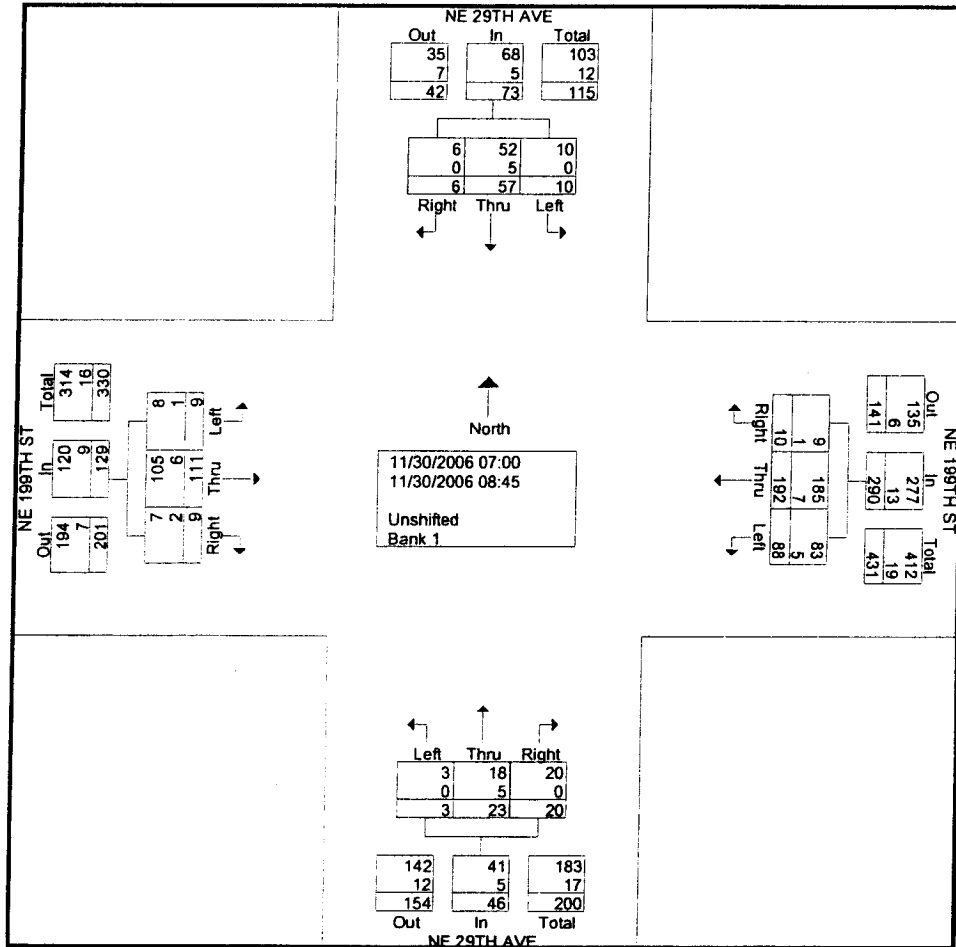 NE 29TH AVE
Out In Total
35 68 103
7 5 12
42 73 115
6 52 10
0 5 0
6 57 10
Right Thru Left
NE 199TH ST
Total In Out
314 120 194
16 9 7
330 129 201
8 105 7
1 6 2
9 111 9
Left Thru Right
North
11/30/2006 07:00
11/30/2006 08:45
Unshifted
Bank 1
Right Thru Left
9 185 83
1 7 5
10 192 88
NE 199TH ST
Out In Total
135 277 412
6 13 19
141 290 431
Left Thru Right
3 18 20
0 5 0
3 23 20
142 41 183
12 5 17
154 46 200
Out In Total
NE 29TH AVE